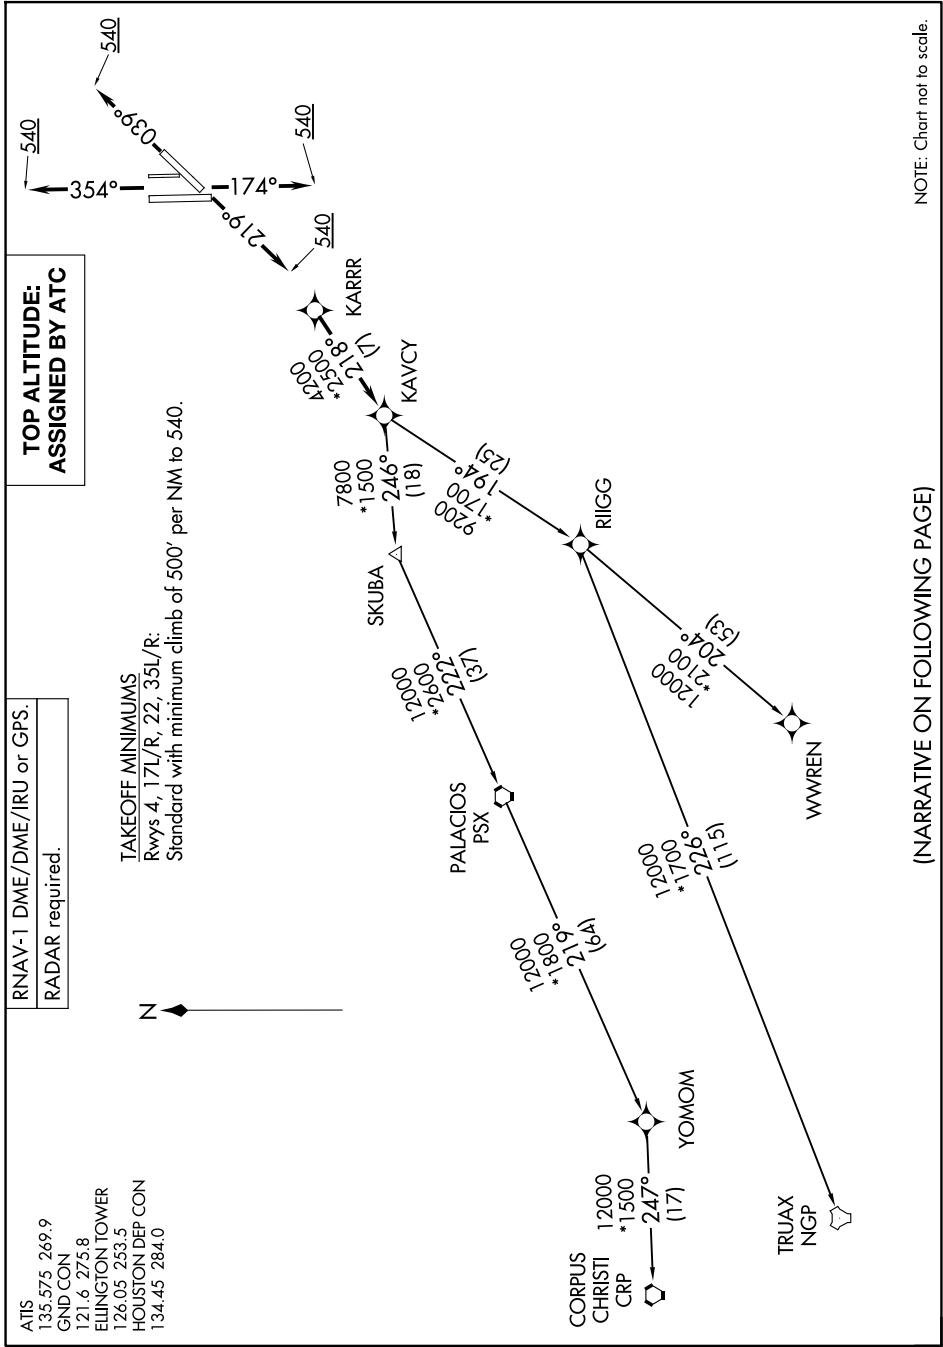 ATIS
135.575 269.9
GND CON
121.6 275.8
ELLINGTON TOWER
126.05 253.5
HOUSTON DEP CON
134.45 284.0
RNAV-1 DME/DME/IRU or GPS.
RADAR required.
TOP ALTITUDE:
ASSIGNED BY ATC
TAKEOFF MINIMUMS
Rwys 4, 17L/R, 22, 35L/R:
Standard with minimum climb of 500' per NM to 540.
N
540
354°
540
039°
174°
540
219°
540
KARRR
4200
*2500
218°
(7)
KAVCY
7800
*1500
246°
(18)
SKUBA
9200
*1700
194°
(25)
RIIGG
12000
*2600
222°
(37)
PALACIOS
PSX
12000
*2100
204°
(53)
WWREN
12000
*1800
219°
(64)
YOMOM
12000
*1700
226°
(115)
TRUAX
NGP
12000
*1500
247°
(17)
CORPUS
CHRISTI
CRP
NOTE: Chart not to scale.
(NARRATIVE ON FOLLOWING PAGE)